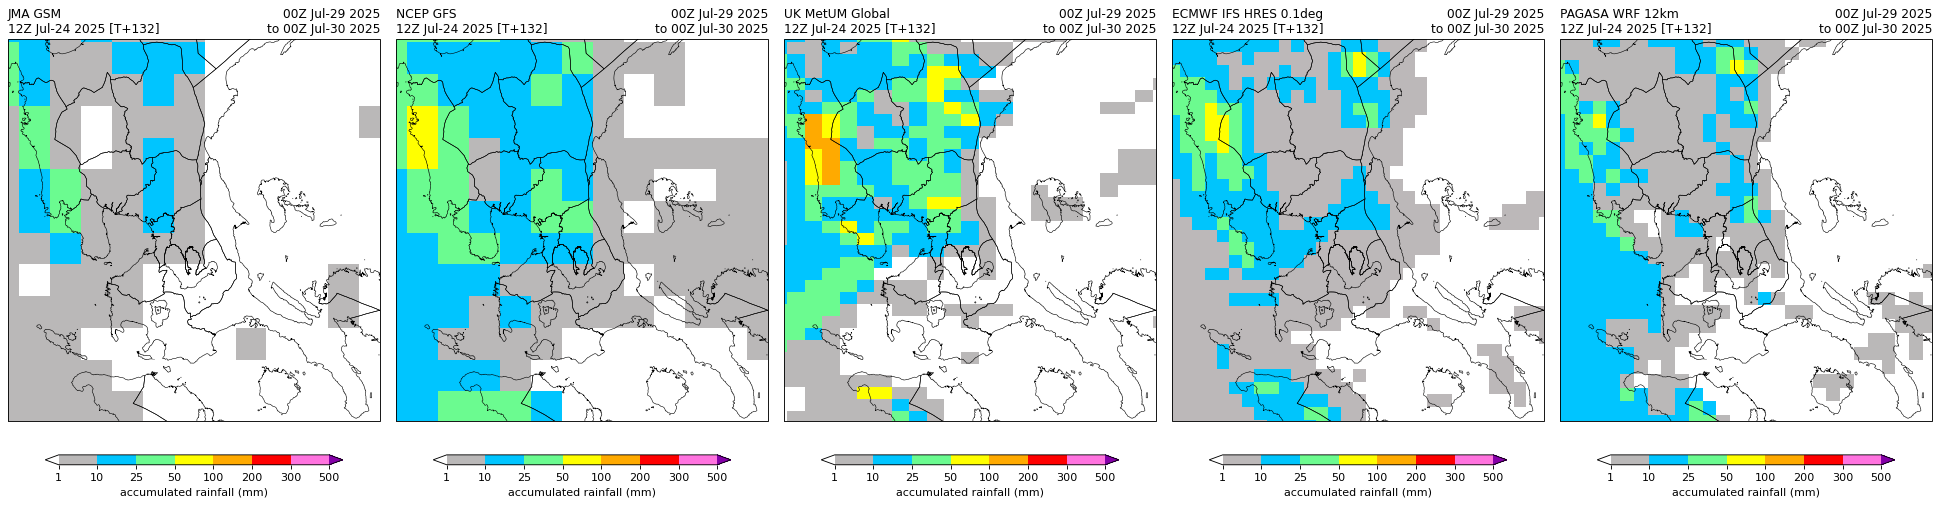 JMA GSM 00Z Jul-29 2025
12Z Jul-24 2025 [T+132] to 00Z Jul-30 2025
NCEP GFS 00Z Jul-29 2025
12Z Jul-24 2025 [T+132] to 00Z Jul-30 2025
UK MetUM Global 00Z Jul-29 2025
12Z Jul-24 2025 [T+132] to 00Z Jul-30 2025
ECMWF IFS HRES 0.1deg 00Z Jul-29 2025
12Z Jul-24 2025 [T+132] to 00Z Jul-30 2025
PAGASA WRF 12km 00Z Jul-29 2025
12Z Jul-24 2025 [T+132] to 00Z Jul-30 2025
1 10 25 50 100 200 300 500
accumulated rainfall (mm)
1 10 25 50 100 200 300 500
accumulated rainfall (mm)
1 10 25 50 100 200 300 500
accumulated rainfall (mm)
1 10 25 50 100 200 300 500
accumulated rainfall (mm)
1 10 25 50 100 200 300 500
accumulated rainfall (mm)